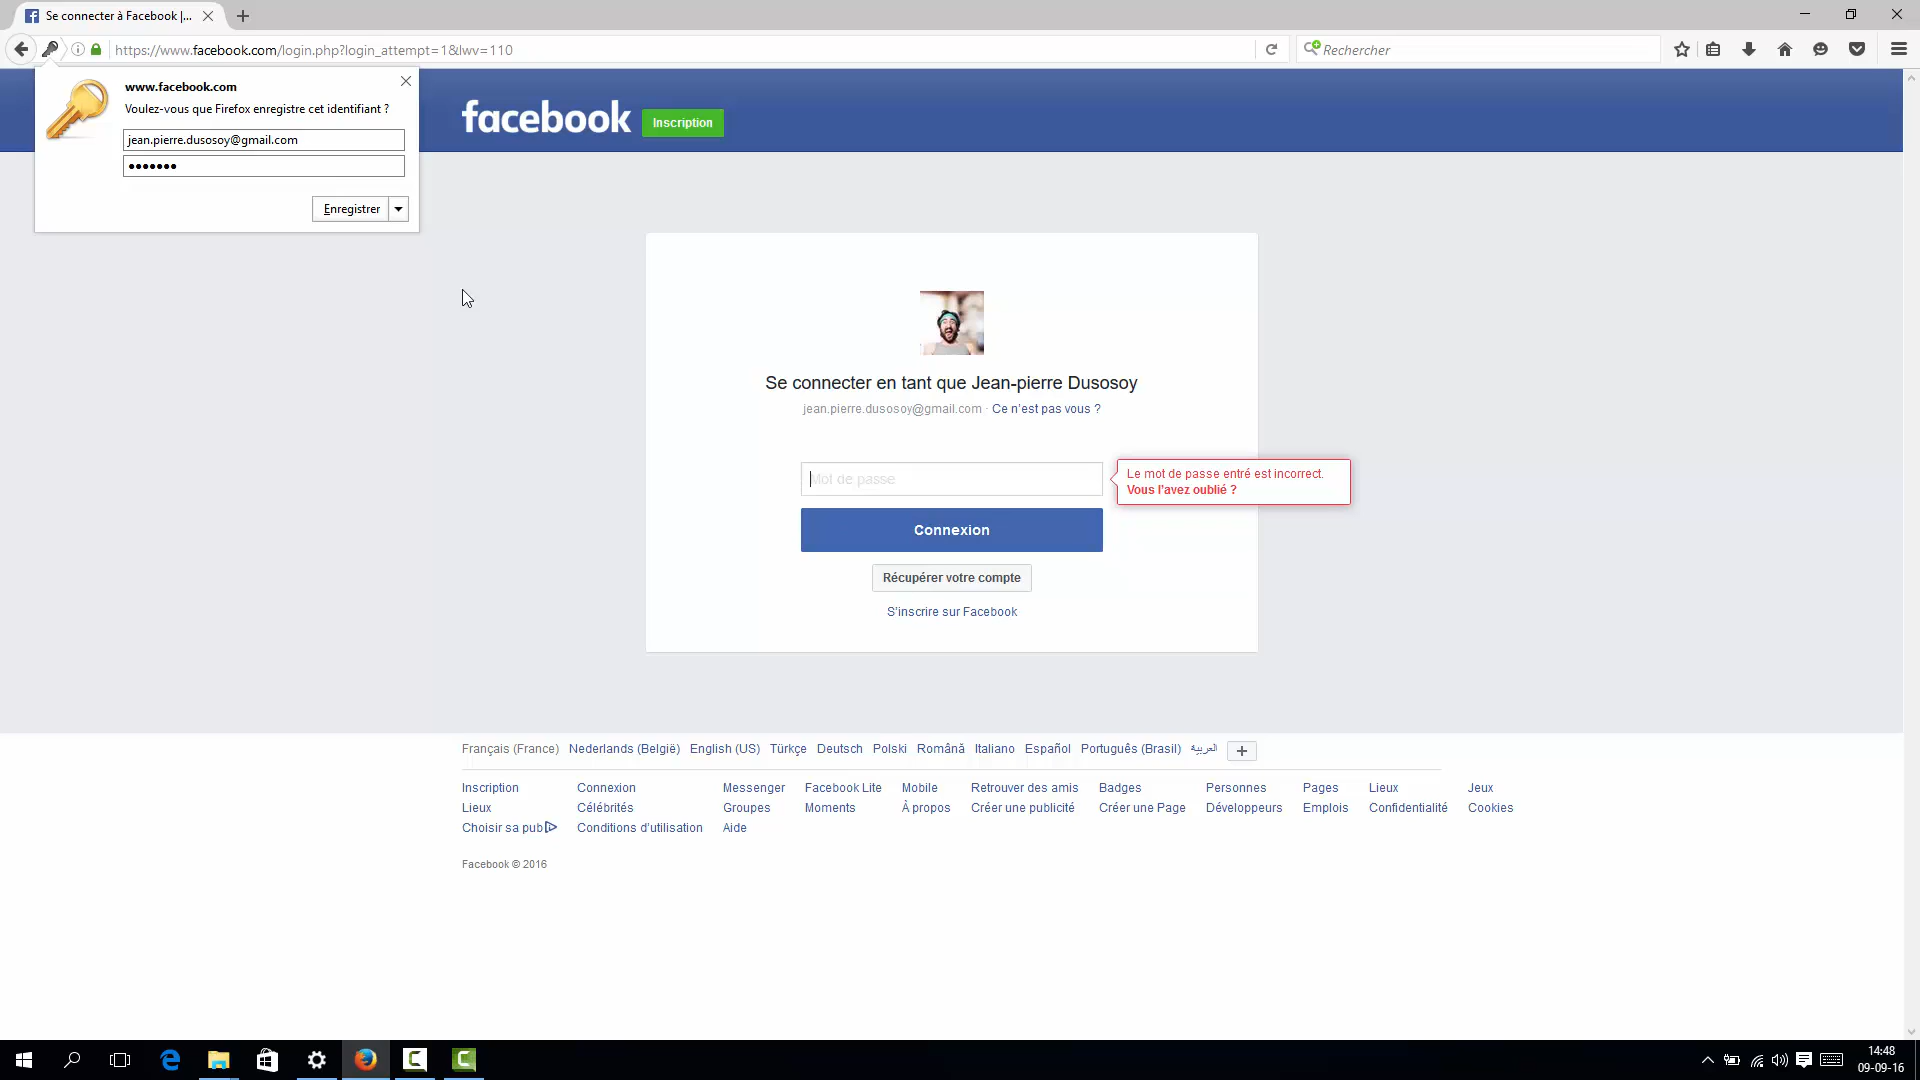 Se connecter à Facebook |...
https://www.facebook.com/login.php?login_attempt=1&lwv=110
Rechercher
www.facebook.com
Voulez-vous que Firefox enregistre cet identifiant ?
jean.pierre.dusosoy@gmail.com
•••••••
Enregistrer
facebook
Inscription
Se connecter en tant que Jean-pierre Dusosoy
jean.pierre.dusosoy@gmail.com · Ce n'est pas vous ?
Mot de passe
Le mot de passe entré est incorrect.
Vous l'avez oublié ?
Connexion
Récupérer votre compte
S'inscrire sur Facebook
Français (France) Nederlands (België) English (US) Türkçe Deutsch Polski Română Italiano Español Português (Brasil) العربية
Inscription Connexion Messenger Facebook Lite Mobile Retrouver des amis Badges Personnes Pages Lieux Jeux
Lieux Célébrités Groupes Moments À propos Créer une publicité Créer une Page Développeurs Emplois Confidentialité Cookies
Choisir sa pub Conditions d'utilisation Aide
Facebook © 2016
14:48
09-09-16